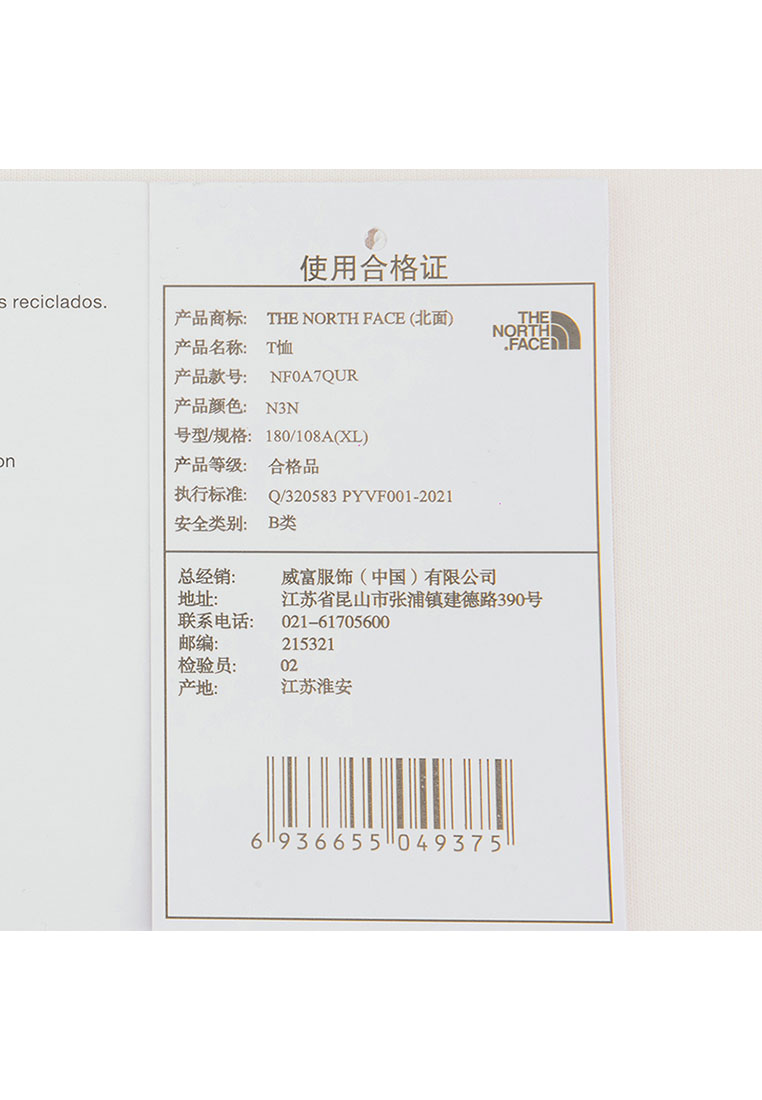 s reciclados.
on
使用合格证
产品商标: THE NORTH FACE (北面)
THE
NORTH
FACE
产品名称: T恤
产品款号: NF0A7QUR
产品颜色: N3N
号型/规格: 180/108A(XL)
产品等级: 合格品
执行标准: Q/320583 PYVF001-2021
安全类别: B类
总经销: 威富服饰(中国)有限公司
地址: 江苏省昆山市张浦镇建德路390号
联系电话: 021-61705600
邮编: 215321
检验员: 02
产地: 江苏淮安
6 936655 049375